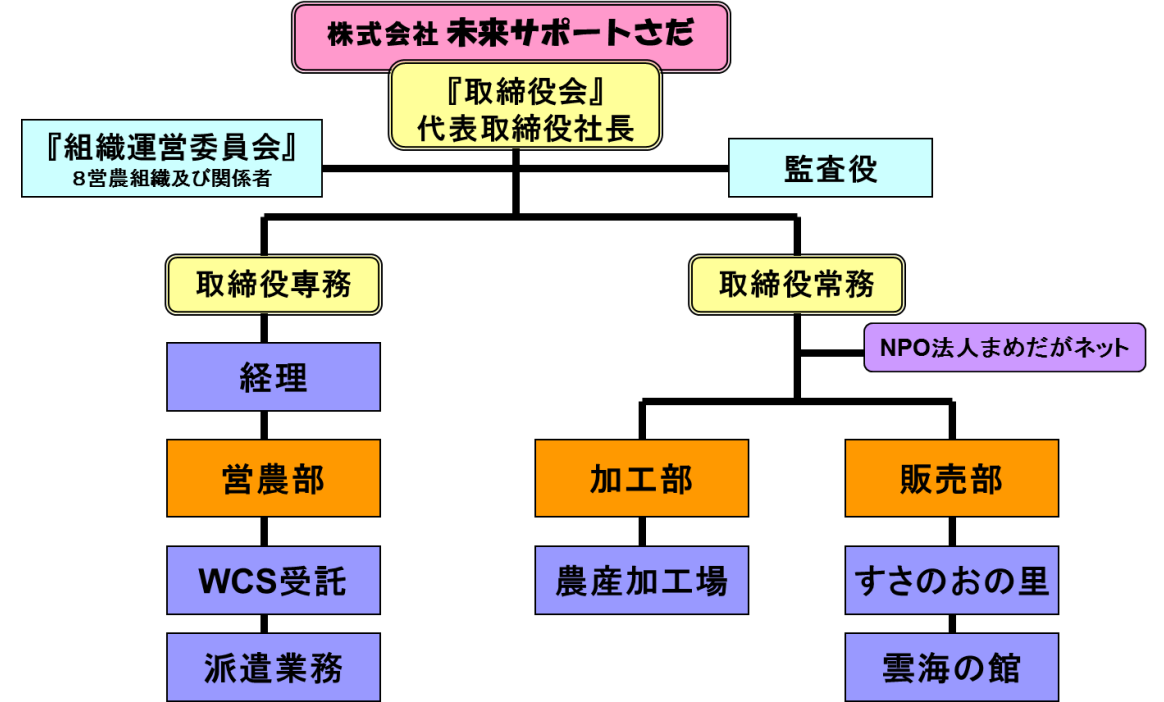 株式会社 未来サポートさだ
『取締役会』
代表取締役社長
『組織運営委員会』
8営農組織及び関係者
監査役
取締役専務
取締役常務
NPO法人まめだがネット
経理
営農部
加工部
販売部
WCS受託
農産加工場
すさのおの里
派遣業務
雲海の館